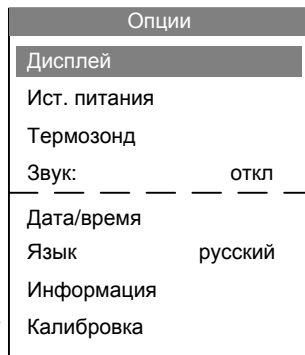 Опции
Дисплей
Ист. питания
Термозонд
Звук: откл
Дата/время
Язык русский
Информация
Калибровка